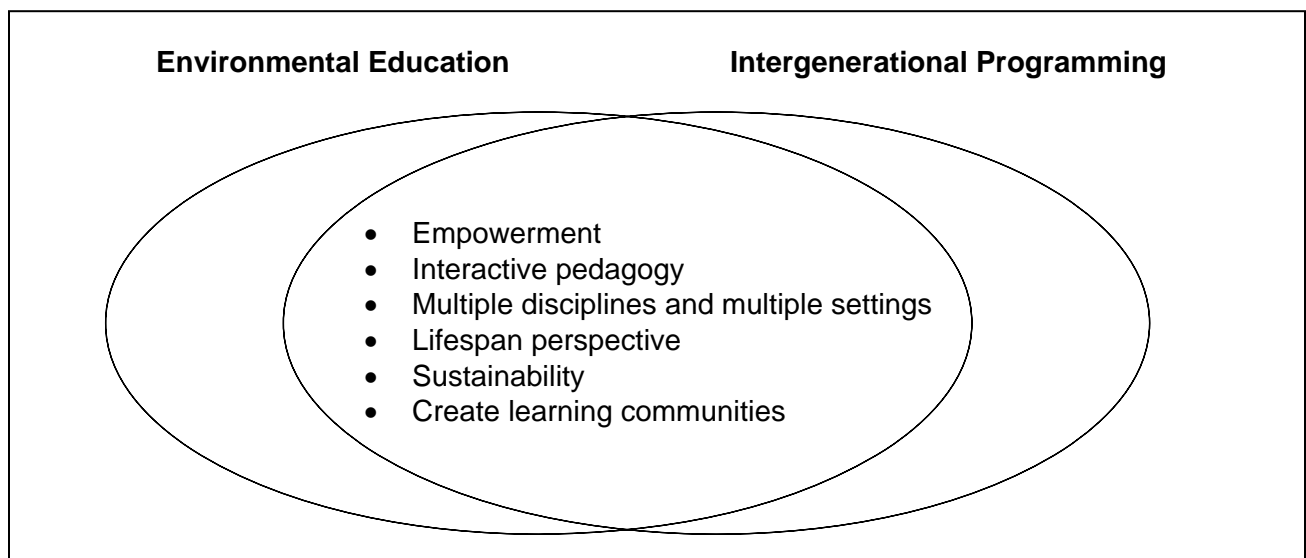 Environmental Education Intergenerational Programming
• Empowerment
• Interactive pedagogy
• Multiple disciplines and multiple settings
• Lifespan perspective
• Sustainability
• Create learning communities